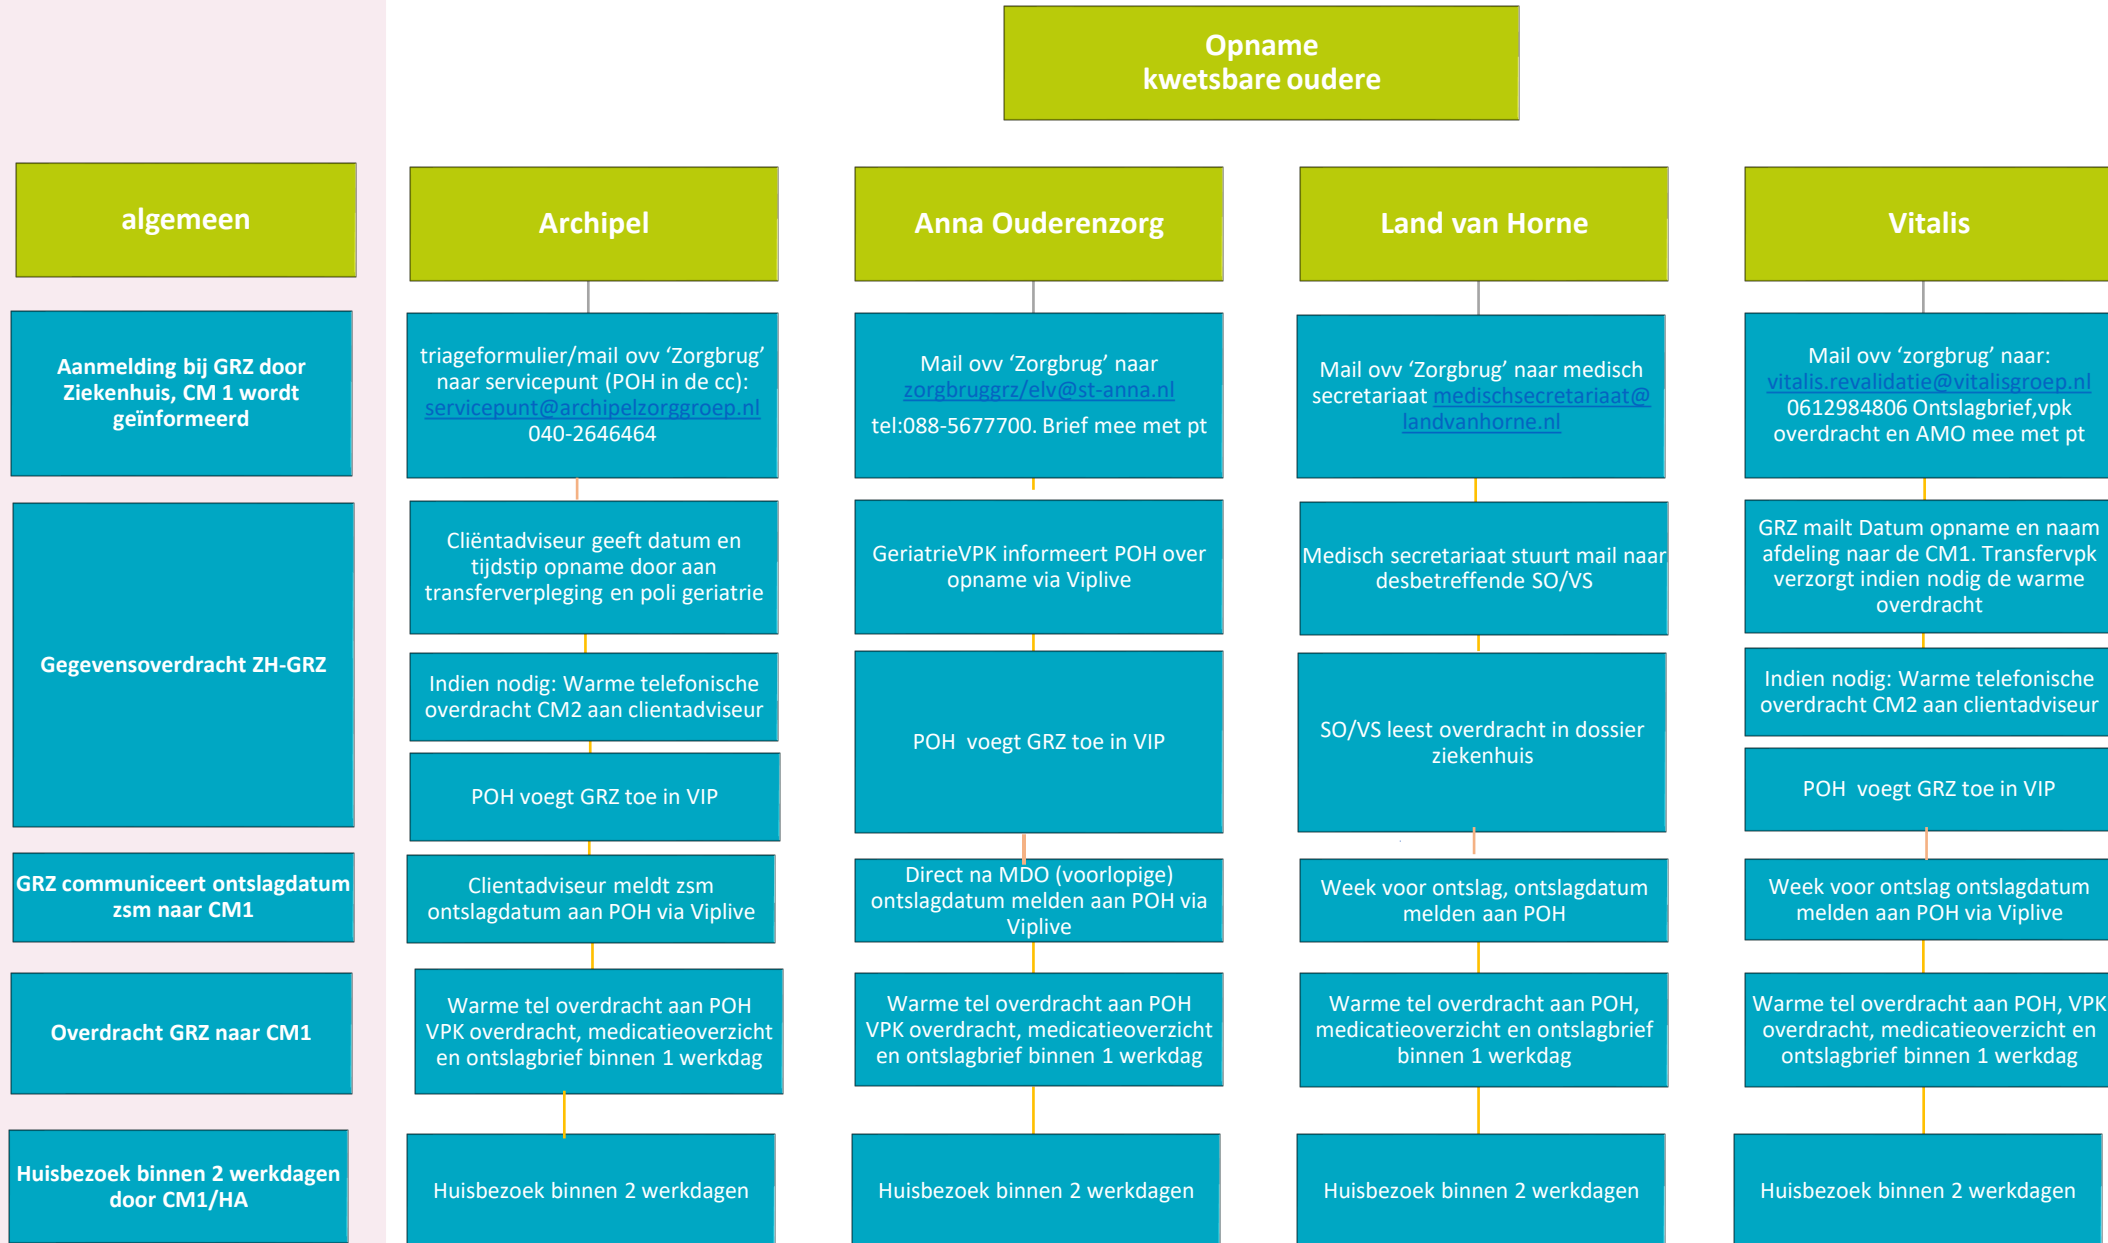 Opname
kwetsbare oudere
algemeen
Archipel
Anna Ouderenzorg
Land van Horne
Vitalis
Aanmelding bij GRZ door
Ziekenhuis, CM 1 wordt
geïnformeerd
triageformulier/mail ovv ‘Zorgbrug’
naar servicepunt (POH in de cc):
servicepunt@archipelzorggroep.nl
040-2646464
Mail ovv ‘Zorgbrug’ naar
zorgbruggrz/elv@st-anna.nl
tel:088-5677700. Brief mee met pt
Mail ovv ‘Zorgbrug’ naar medisch
secretariaat medischsecretariaat@
landvanhorne.nl
Mail ovv ‘zorgbrug’ naar:
vitalis.revalidatie@vitalisgroep.nl
0612984806 Ontslagbrief,vpk
overdracht en AMO mee met pt
Gegevensoverdracht ZH-GRZ
Cliëntadviseur geeft datum en
tijdstip opname door aan
transferverpleging en poli geriatrie
GeriatrieVPK informeert POH over
opname via Viplive
Medisch secretariaat stuurt mail naar
desbetreffende SO/VS
GRZ mailt Datum opname en naam
afdeling naar de CM1. Transfervpk
verzorgt indien nodig de warme
overdracht
Indien nodig: Warme telefonische
overdracht CM2 aan clientadviseur
POH  voegt GRZ toe in VIP
SO/VS leest overdracht in dossier
ziekenhuis
Indien nodig: Warme telefonische
overdracht CM2 aan clientadviseur
POH voegt GRZ toe in VIP
POH  voegt GRZ toe in VIP
GRZ communiceert ontslagdatum
zsm naar CM1
Clientadviseur meldt zsm
ontslagdatum aan POH via Viplive
Direct na MDO (voorlopige)
ontslagdatum melden aan POH via
Viplive
Week voor ontslag, ontslagdatum
melden aan POH
Week voor ontslag ontslagdatum
melden aan POH via Viplive
Overdracht GRZ naar CM1
Warme tel overdracht aan POH
VPK overdracht, medicatieoverzicht
en ontslagbrief binnen 1 werkdag
Warme tel overdracht aan POH
VPK overdracht, medicatieoverzicht
en ontslagbrief binnen 1 werkdag
Warme tel overdracht aan POH,
medicatieoverzicht en ontslagbrief
binnen 1 werkdag
Warme tel overdracht aan POH, VPK
overdracht, medicatieoverzicht en
ontslagbrief binnen 1 werkdag
Huisbezoek binnen 2 werkdagen
door CM1/HA
Huisbezoek binnen 2 werkdagen
Huisbezoek binnen 2 werkdagen
Huisbezoek binnen 2 werkdagen
Huisbezoek binnen 2 werkdagen